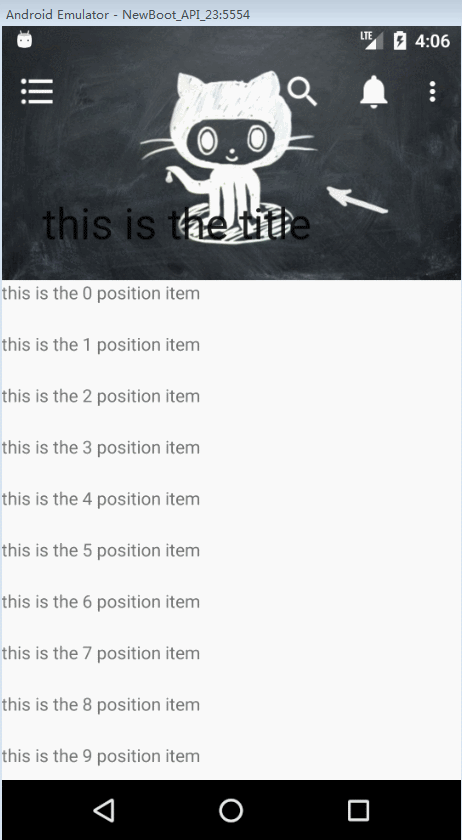 Android Emulator - NewBoot_API_23:5554
LTE 4:06
this is the title
this is the 0 position item
this is the 1 position item
this is the 2 position item
this is the 3 position item
this is the 4 position item
this is the 5 position item
this is the 6 position item
this is the 7 position item
this is the 8 position item
this is the 9 position item